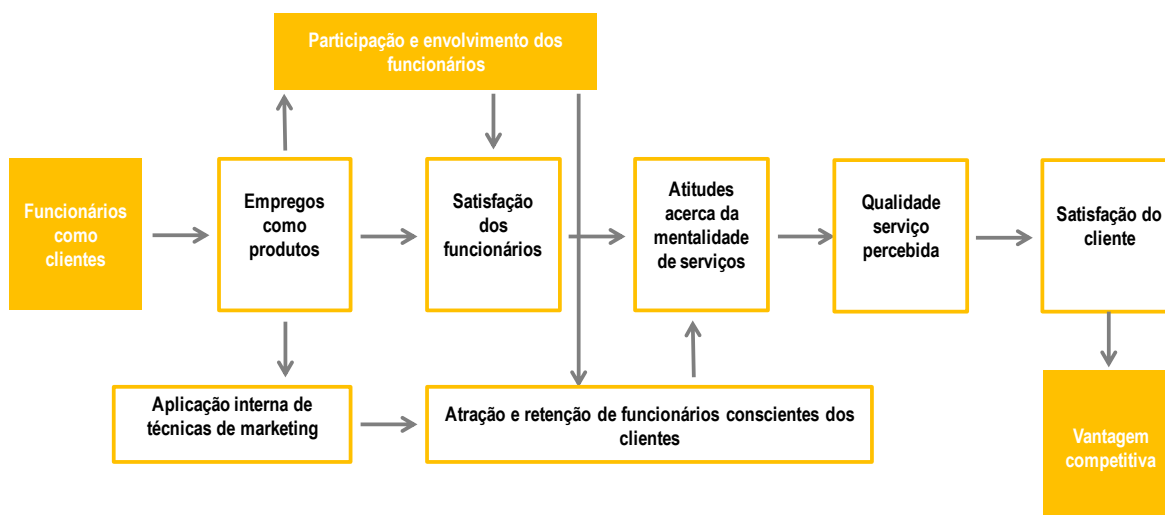 Participação e envolvimento dos
funcionários
Funcionários
como
clientes
Empregos
como
produtos
Satisfação
dos
funcionários
Atitudes
acerca da
mentalidade
de serviços
Qualidade
serviço
percebida
Satisfação do
cliente
Aplicação interna de
técnicas de marketing
Atração e retenção de funcionários conscientes dos
clientes
Vantagem
competitiva